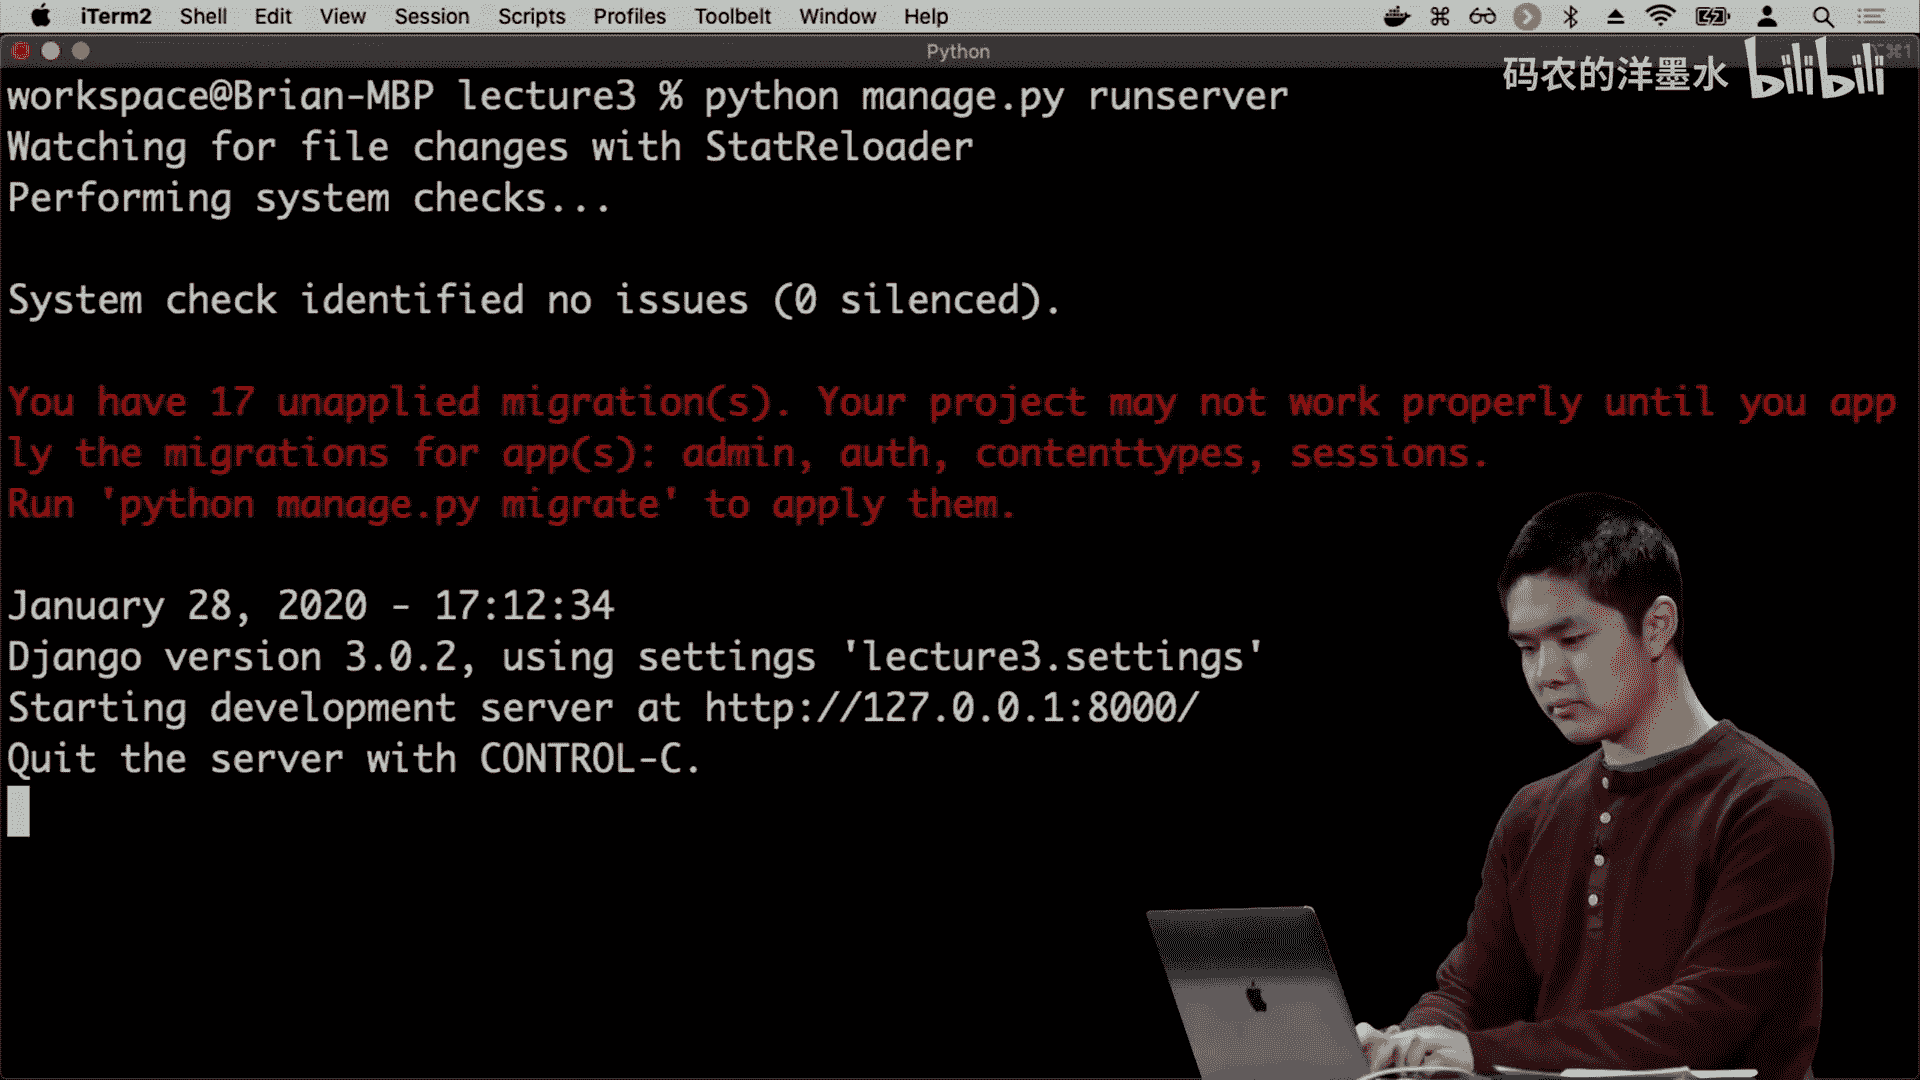 iTerm2 Shell Edit View Session Scripts Profiles Toolbelt Window Help
Python
码农的洋墨水 bilibili
workspace@Brian-MBP lecture3 % python manage.py runserver
Watching for file changes with StatReloader
Performing system checks...
System check identified no issues (0 silenced).
You have 17 unapplied migration(s). Your project may not work properly until you app
ly the migrations for app(s): admin, auth, contenttypes, sessions.
Run 'python manage.py migrate' to apply them.
January 28, 2020 - 17:12:34
Django version 3.0.2, using settings 'lecture3.settings'
Starting development server at http://127.0.0.1:8000/
Quit the server with CONTROL-C.